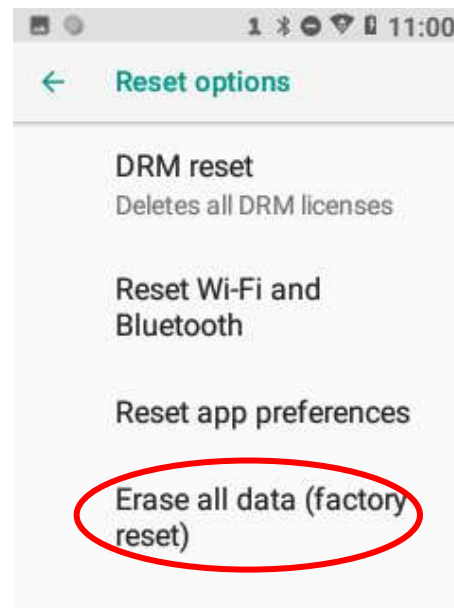 1 11:00
Reset options
DRM reset
Deletes all DRM licenses
Reset Wi-Fi and
Bluetooth
Reset app preferences
Erase all data (factory
reset)